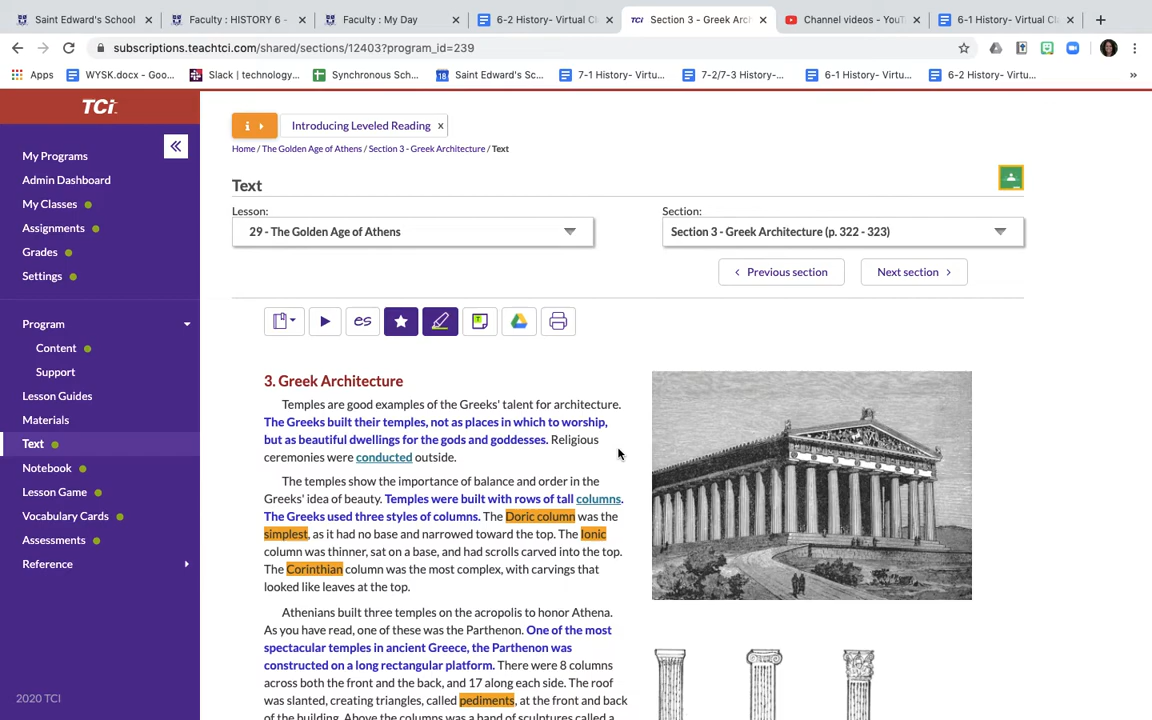 Saint Edward's School
Faculty : HISTORY 6 -
Faculty : My Day
6-2 History- Virtual Cl
Section 3 - Greek Arch
Channel videos - YouT
6-1 History- Virtual Cl
subscriptions.teachtci.com/shared/sections/12403?program_id=239
Apps
WYSK.docx - Goo...
Slack | technology...
Synchronous Sch...
18
Saint Edward's Sc...
7-1 History- Virtu...
7-2/7-3 History-...
6-1 History- Virtu...
6-2 History- Virtu...
»
TCi
My Programs
Admin Dashboard
My Classes
Assignments
Grades
Settings
Program
Content
Support
Lesson Guides
Materials
Text
Notebook
Lesson Game
Vocabulary Cards
Assessments
Reference
2020 TCI
i
Introducing Leveled Reading x
Home / The Golden Age of Athens / Section 3 - Greek Architecture / Text
Text
Lesson:
29 - The Golden Age of Athens
Section:
Section 3 - Greek Architecture (p. 322 - 323)
Previous section
Next section
es
3. Greek Architecture
Temples are good examples of the Greeks' talent for architecture.
The Greeks built their temples, not as places in which to worship,
but as beautiful dwellings for the gods and goddesses. Religious
ceremonies were conducted outside.
The temples show the importance of balance and order in the
Greeks' idea of beauty. Temples were built with rows of tall columns.
The Greeks used three styles of columns. The Doric column was the
simplest, as it had no base and narrowed toward the top. The Ionic
column was thinner, sat on a base, and had scrolls carved into the top.
The Corinthian column was the most complex, with carvings that
looked like leaves at the top.
Athenians built three temples on the acropolis to honor Athena.
As you have read, one of these was the Parthenon. One of the most
spectacular temples in ancient Greece, the Parthenon was
constructed on a long rectangular platform. There were 8 columns
across both the front and the back, and 17 along each side. The roof
was slanted, creating triangles, called pediments, at the front and back
of the building. Above the columns was a band of sculptures called a